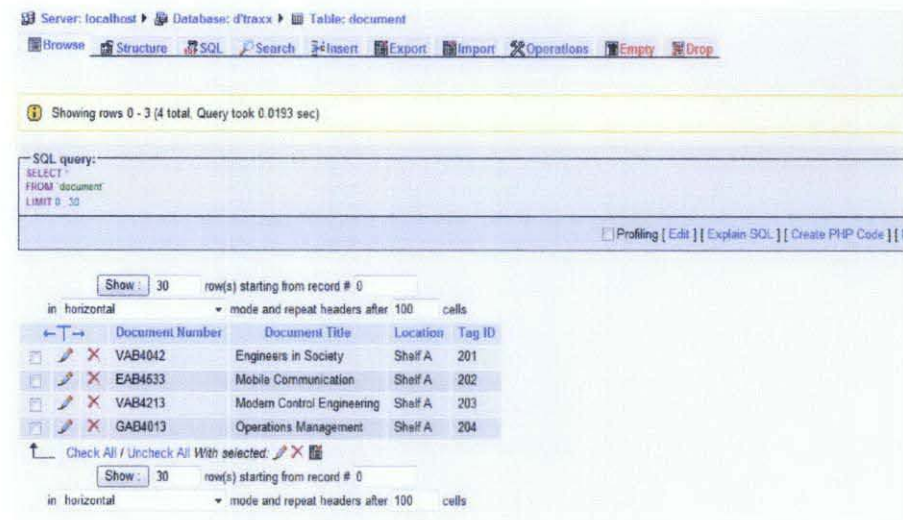 Server: localhost ▸ Database: d'traxx ▸ Table: document
Browse Structure SQL Search Insert Export Import Operations Empty Drop
Showing rows 0 - 3 (4 total, Query took 0.0193 sec)
SQL query:
SELECT *
FROM `document`
LIMIT 0 , 30
Profiling [ Edit ] [ Explain SQL ] [ Create PHP Code ] [
Show : 30 row(s) starting from record # 0
in horizontal mode and repeat headers after 100 cells
←T→ Document Number Document Title Location Tag ID
VAB4042 Engineers in Society Shelf A 201
EAB4533 Mobile Communication Shelf A 202
VAB4213 Modern Control Engineering Shelf A 203
GAB4013 Operations Management Shelf A 204
Check All / Uncheck All With selected:
Show : 30 row(s) starting from record # 0
in horizontal mode and repeat headers after 100 cells